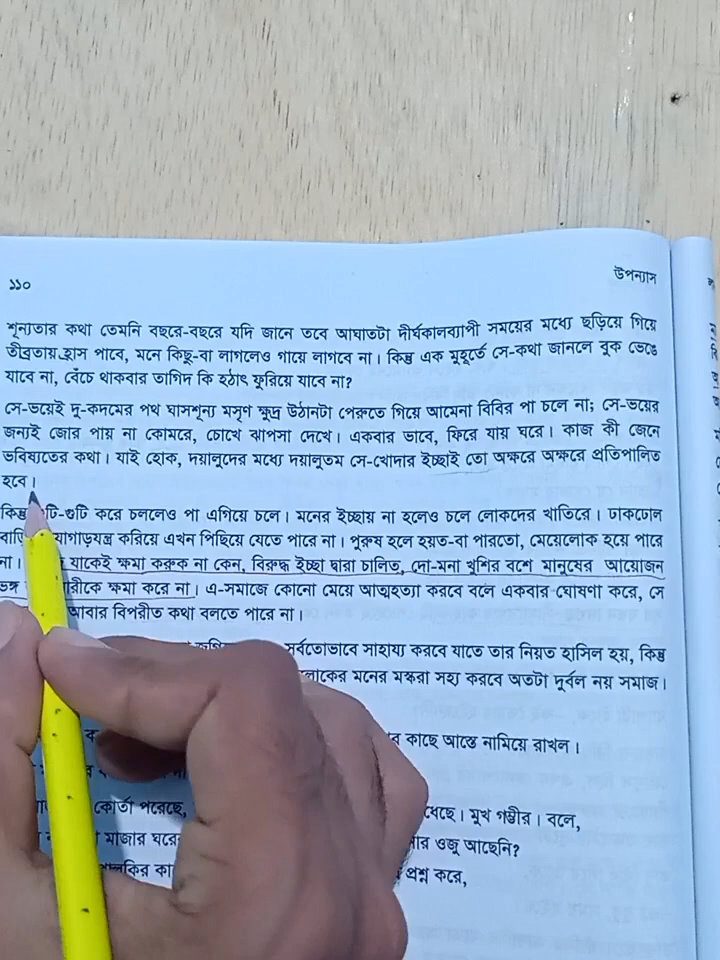 ১১০
উপন্যাস
শূন্যতার কথা তেমনি বছরে-বছরে যদি জানে তবে আঘাতটা দীর্ঘকালব্যাপী সময়ের মধ্যে ছড়িয়ে গিয়ে
তীব্রতায় হ্রাস পাবে, মনে কিছু-বা লাগলেও গায়ে লাগবে না। কিন্তু এক মুহূর্তে সে-কথা জানলে বুক ভেঙে
যাবে না, বেঁচে থাকবার তাগিদ কি হঠাৎ ফুরিয়ে যাবে না?
সে-ভয়েই দু-কদমের পথ ঘাসশূন্য মসৃণ ক্ষুদ্র উঠানটা পেরুতে গিয়ে আমেনা বিবির পা চলে না; সে-ভয়ের
জন্যই জোর পায় না কোমরে, চোখে ঝাপসা দেখে। একবার ভাবে, ফিরে যায় ঘরে। কাজ কী জেনে
ভবিষ্যতের কথা। যাই হোক, দয়ালুদের মধ্যে দয়ালুতম সে-খোদার ইচ্ছাই তো অক্ষরে অক্ষরে প্রতিপালিত
হবে।
কিন্তু করে চললেও পা এগিয়ে চলে। মনের ইচ্ছায় না হলেও চলে লোকদের খাতিরে। ঢাকঢোল
করিয়ে এখন পিছিয়ে যেতে পারে না। পুরুষ হলে হয়ত-বা পারতো, মেয়েলোক হয়ে পারে
না। যাকেই ক্ষমা করুক না কেন, বিরুদ্ধ ইচ্ছা দ্বারা চালিত, দো-মনা খুশির বশে মানুষের আয়োজন
ভঙ্গ ক্ষমা করে না। এ-সমাজে কোনো মেয়ে আত্মহত্যা করবে বলে একবার ঘোষণা করে, সে
আবার বিপরীত কথা বলতে পারে না।
সর্বতোভাবে সাহায্য করবে যাতে তার নিয়ত হাসিল হয়, কিন্তু
মনের মস্করা সহ্য করবে অতটা দুর্বল নয় সমাজ।
কাছে আস্তে নামিয়ে রাখল।
কোর্তা পরেছে, মুখ গম্ভীর। বলে,
মাজার ওজু আছেনি?
প্রশ্ন করে,